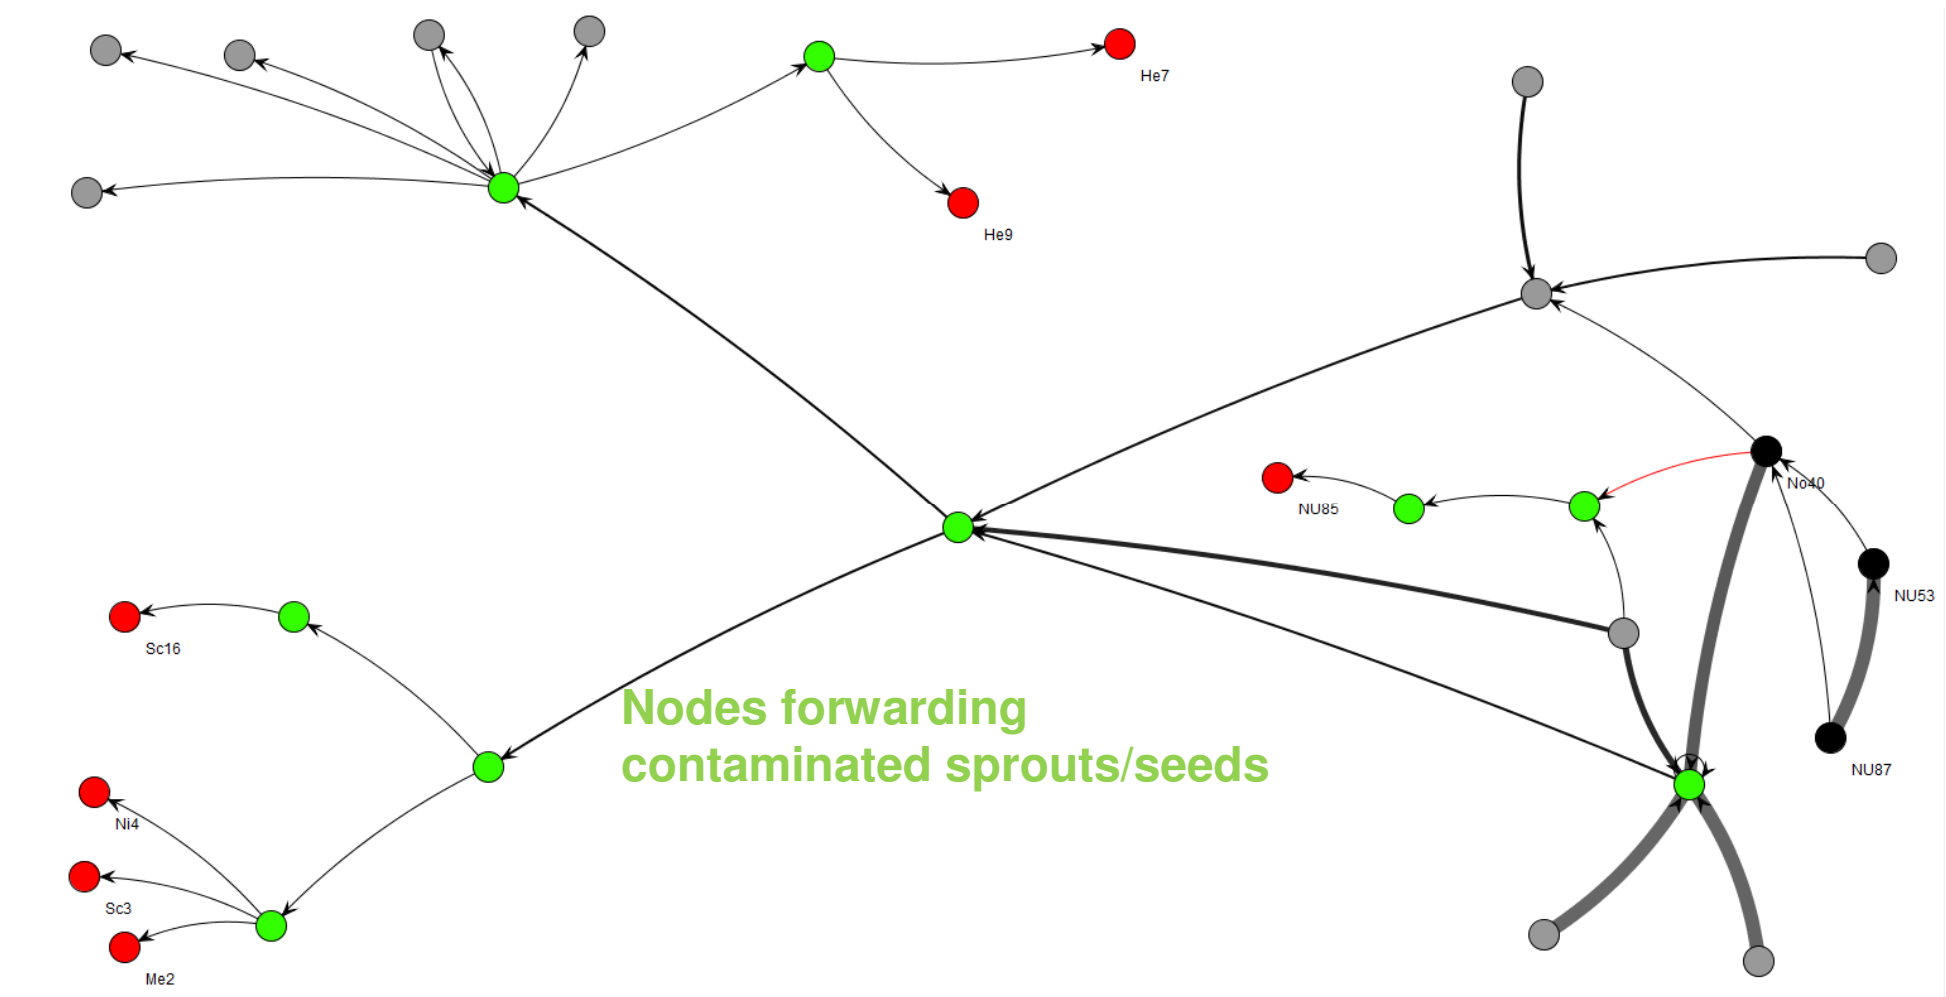 He7
He9
No40
NU85
NU53
Sc16
Nodes forwarding
contaminated sprouts/seeds
NU87
Ni4
Sc3
Me2